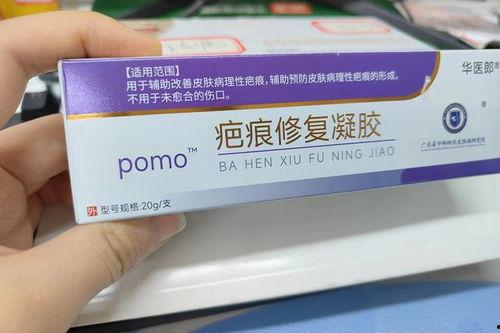 【适用范围】
用于辅助改善皮肤病理性疤痕,辅助预防皮肤病理性疤痕的形成。
不用于未愈合的伤口。
华医郎®
pomo™
疤痕修复凝胶
BA HEN XIU FU NING JIAO
®
外 型号规格:20g/支